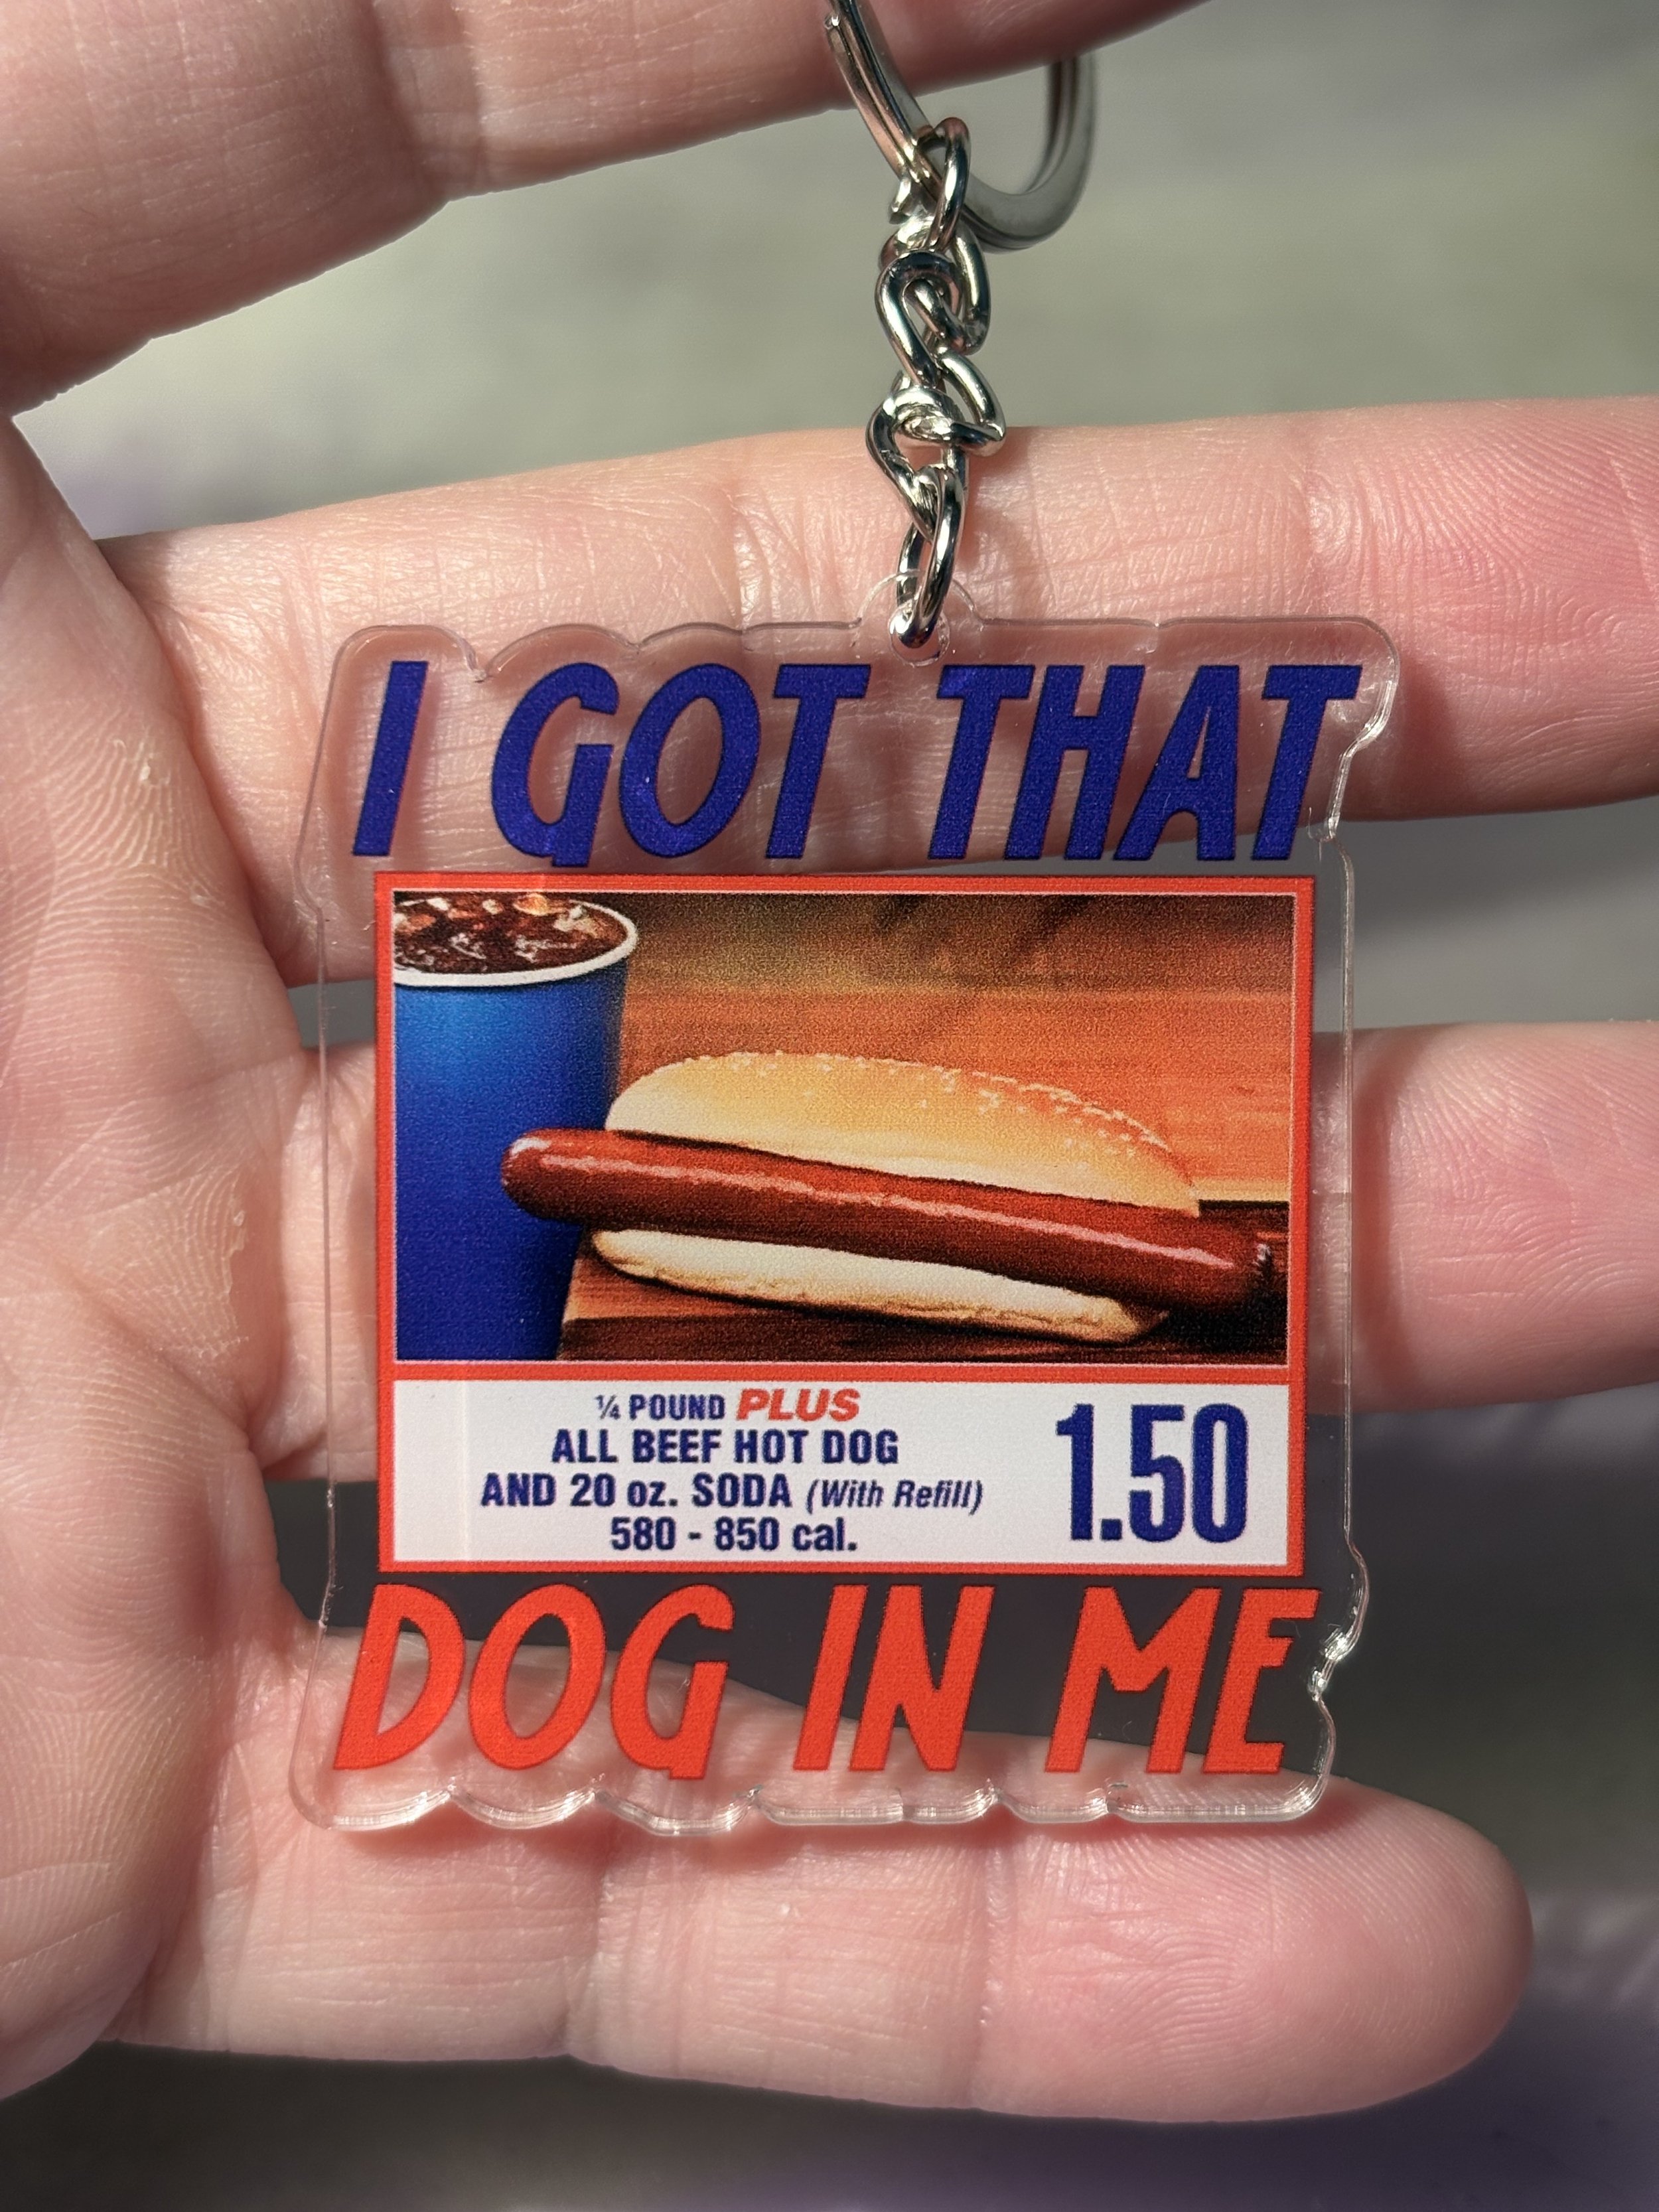 I GOT THAT
¼ POUND PLUS
ALL BEEF HOT DOG
AND 20 oz. SODA (With Refill)
580 - 850 cal.
1.50
DOG IN ME